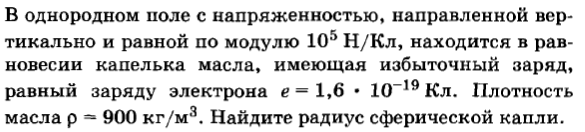 В однородном поле с напряженностью, направленной вер-
тикально и равной по модулю 10⁵ Н/Кл, находится в рав-
новесии капелька масла, имеющая избыточный заряд,
равный заряду электрона e = 1,6 · 10⁻¹⁹ Кл. Плотность
масла ρ = 900 кг/м³. Найдите радиус сферической капли.